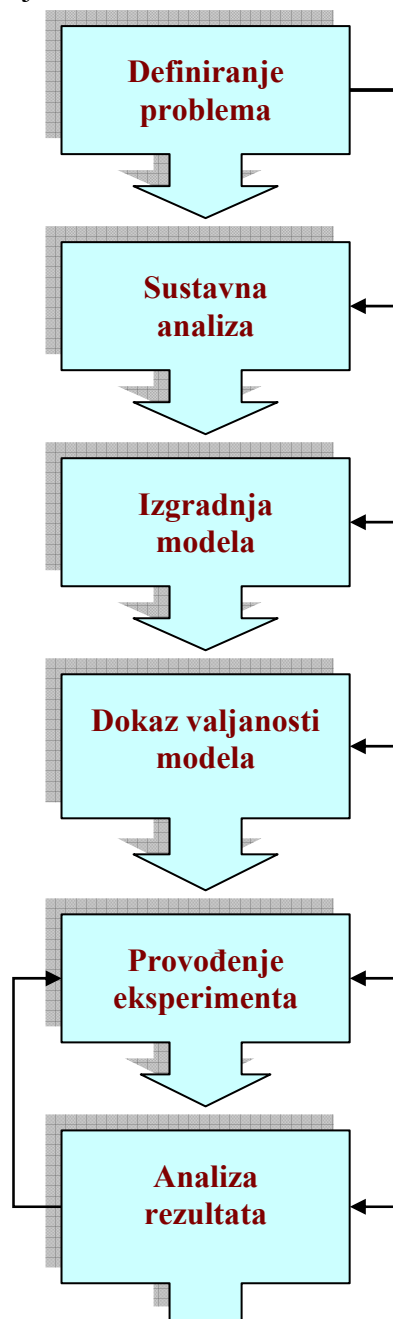 Definiranje
problema
Sustavna
analiza
Izgradnja
modela
Dokaz valjanosti
modela
Provođenje
eksperimenta
Analiza
rezultata